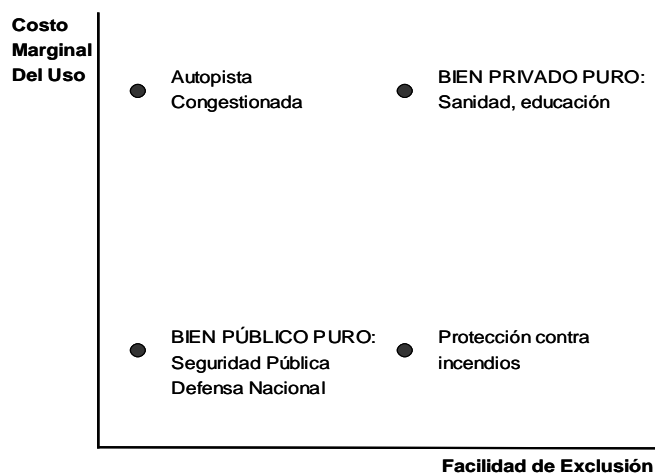 Costo
Marginal
Del Uso
Autopista
Congestionada
BIEN PRIVADO PURO:
Sanidad, educación
BIEN PÚBLICO PURO:
Seguridad Pública
Defensa Nacional
Protección contra
incendios
Facilidad de Exclusión